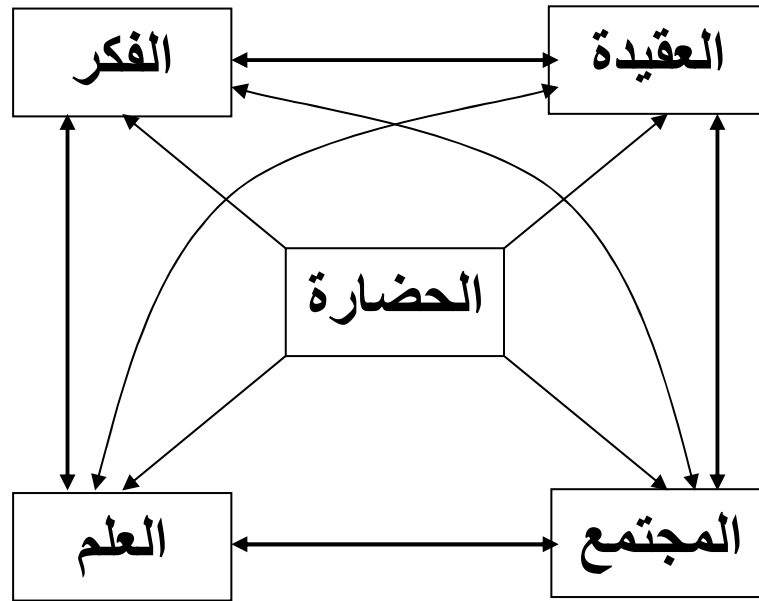 العقيدة
الفكر
الحضارة
المجتمع
العلم